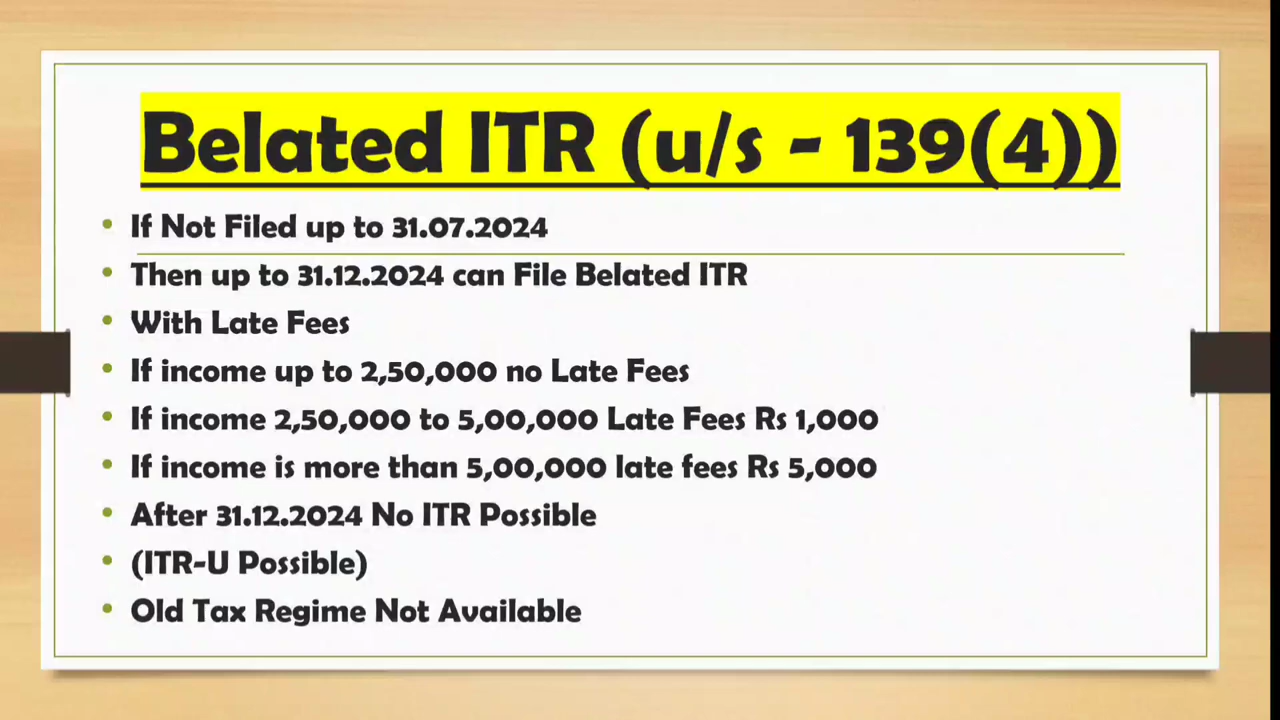 Belated ITR (u/s - 139(4))
• If Not Filed up to 31.07.2024
• Then up to 31.12.2024 can File Belated ITR
• With Late Fees
• If income up to 2,50,000 no Late Fees
• If income 2,50,000 to 5,00,000 Late Fees Rs 1,000
• If income is more than 5,00,000 late fees Rs 5,000
• After 31.12.2024 No ITR Possible
• (ITR-U Possible)
• Old Tax Regime Not Available